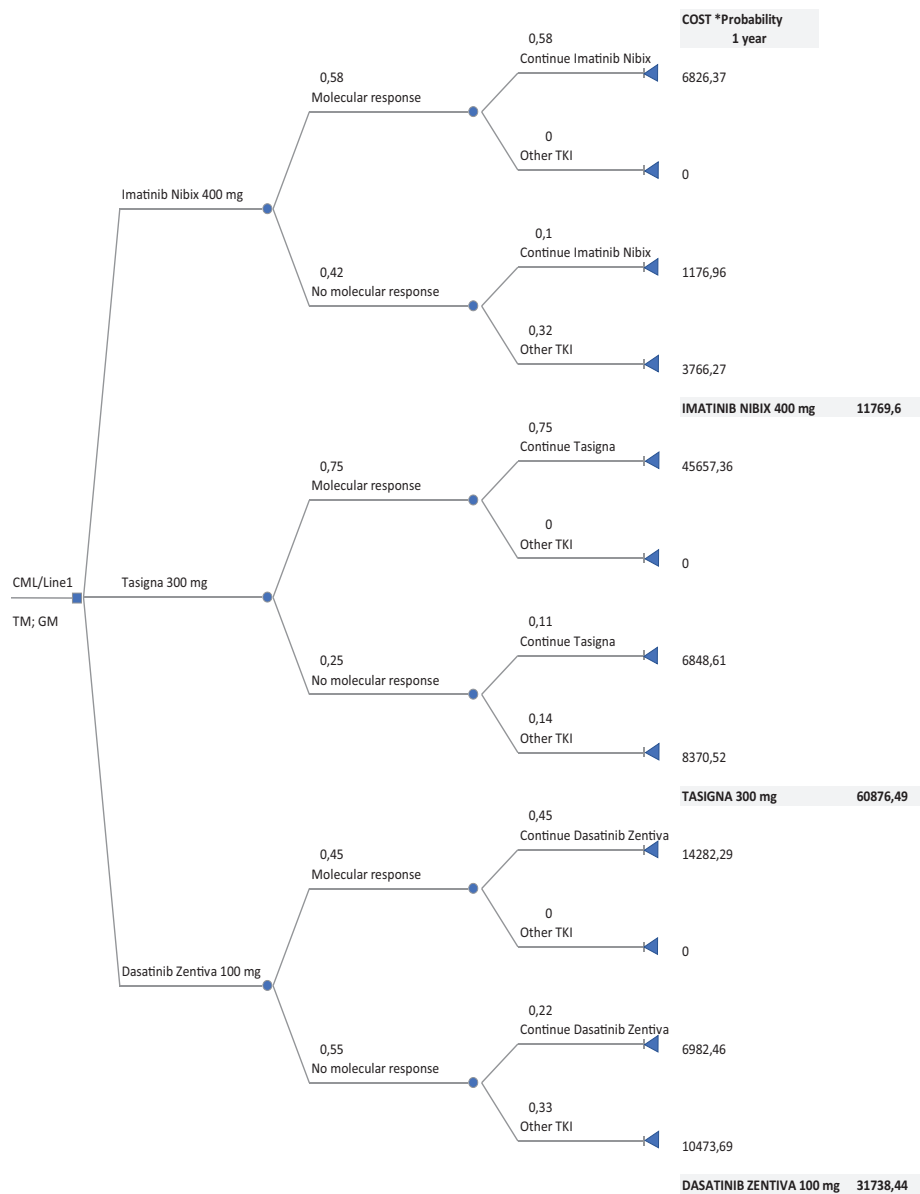 COST *Probability
1 year
0,58
Continue Imatinib Nibix
6826,37
0,58
Molecular response
0
Other TKI
0
Imatinib Nibix 400 mg
0,1
Continue Imatinib Nibix
1176,96
0,42
No molecular response
0,32
Other TKI
3766,27
IMATINIB NIBIX 400 mg 11769,6
0,75
Continue Tasigna
45657,36
0,75
Molecular response
0
Other TKI
0
CML/Line1
TM; GM
Tasigna 300 mg
0,11
Continue Tasigna
6848,61
0,25
No molecular response
0,14
Other TKI
8370,52
TASIGNA 300 mg 60876,49
0,45
Continue Dasatinib Zentiva
14282,29
0,45
Molecular response
0
Other TKI
0
Dasatinib Zentiva 100 mg
0,22
Continue Dasatinib Zentiva
6982,46
0,55
No molecular response
0,33
Other TKI
10473,69
DASATINIB ZENTIVA 100 mg 31738,44